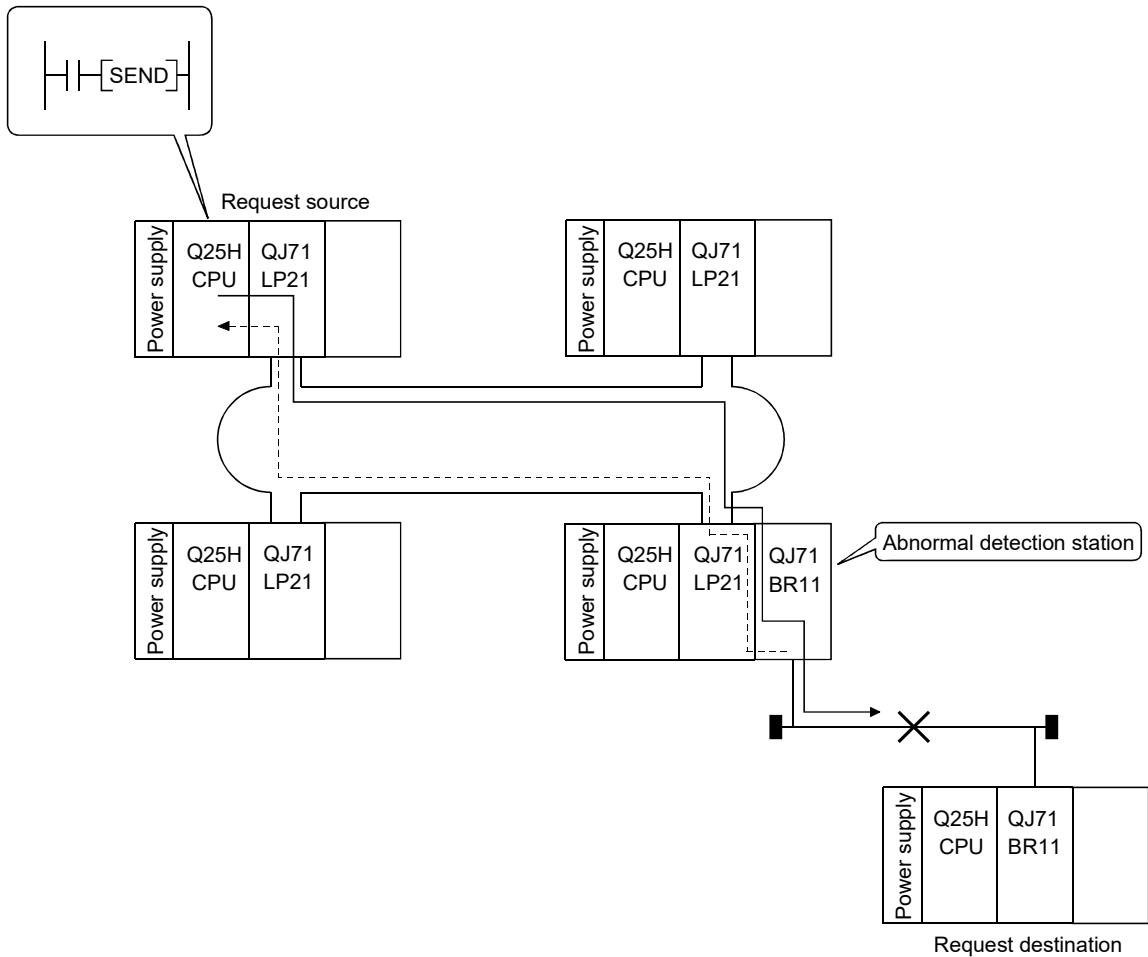 SEND
Request source
Power supply
Q25H
CPU
QJ71
LP21
Power supply
Q25H
CPU
QJ71
LP21
Power supply
Q25H
CPU
QJ71
LP21
Power supply
Q25H
CPU
QJ71
LP21
QJ71
BR11
Abnormal detection station
Power supply
Q25H
CPU
QJ71
BR11
Request destination